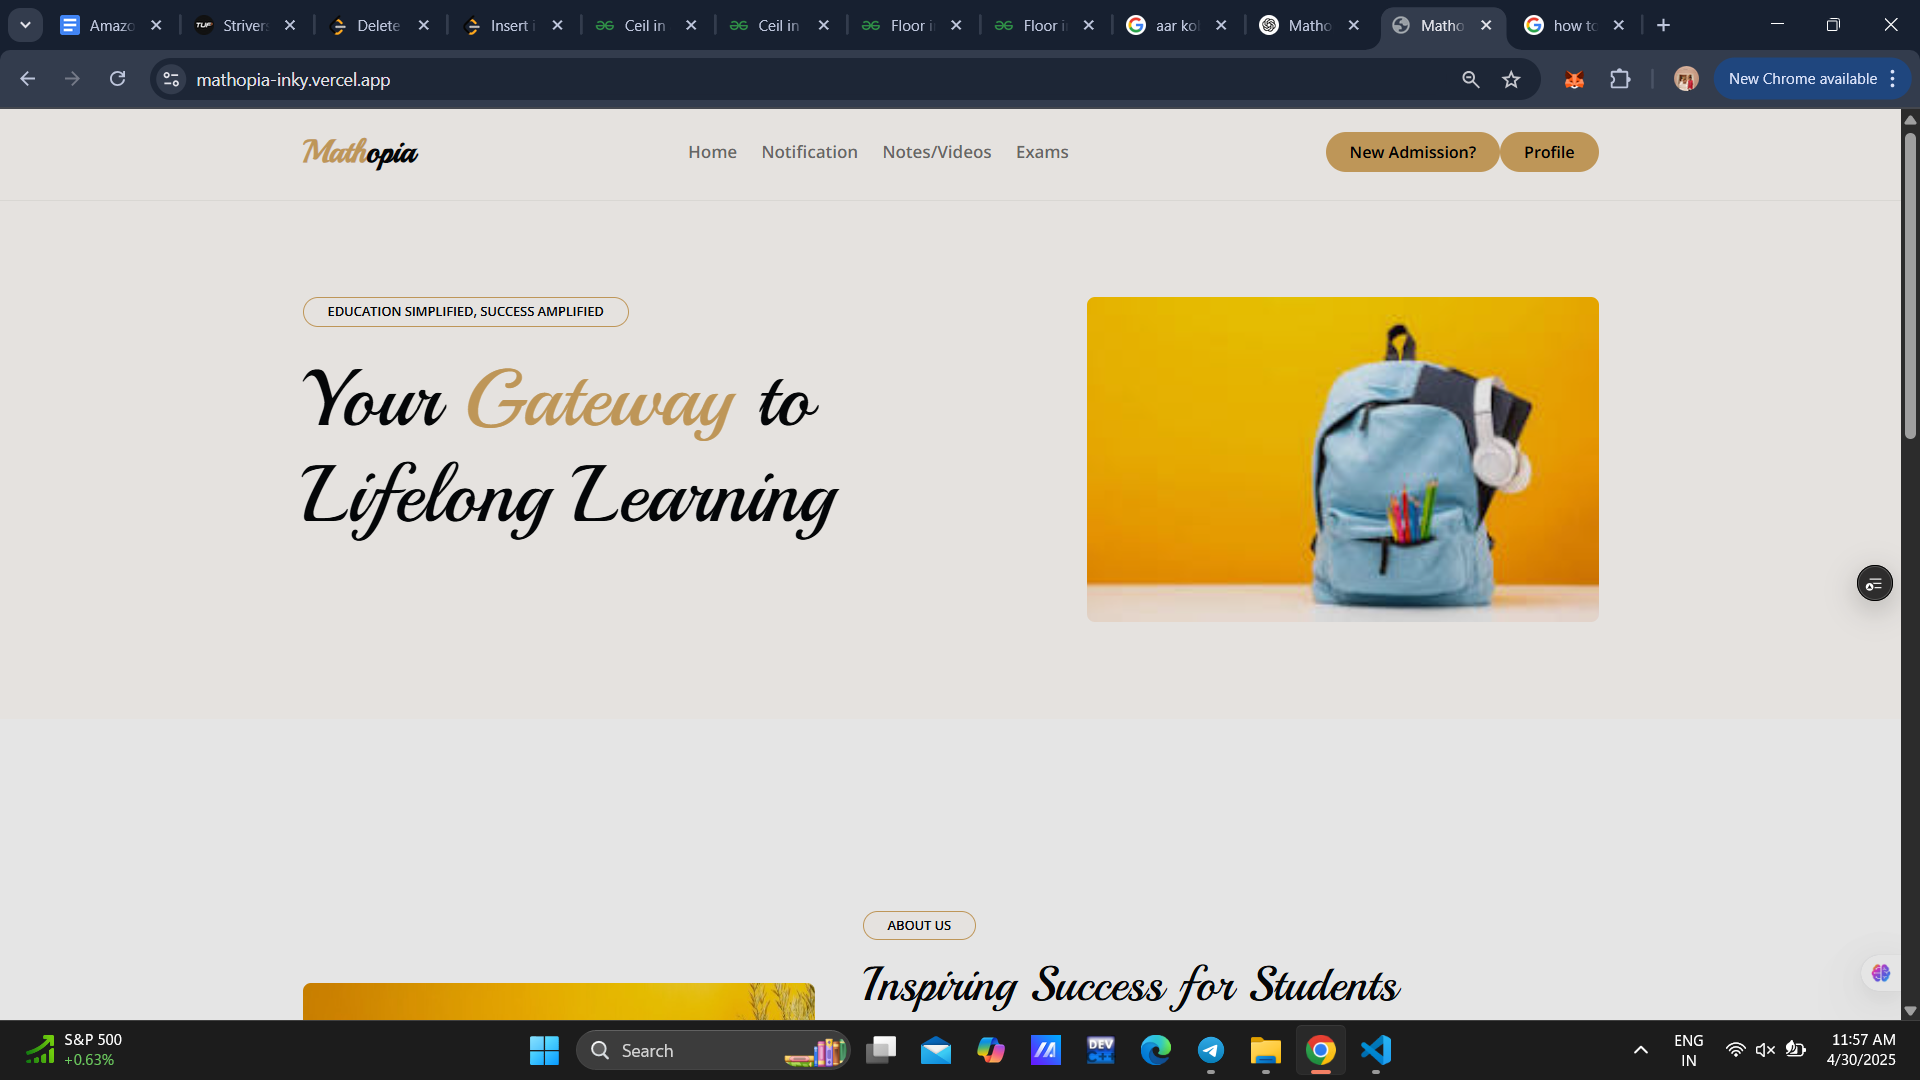 Amazo
Striver
Delete
Insert i
Ceil in
Ceil in
Floor i
Floor i
aar kol
Matho
Matho
how to
mathopia-inky.vercel.app
New Chrome available
Mathopia
Home
Notification
Notes/Videos
Exams
New Admission?
Profile
EDUCATION SIMPLIFIED, SUCCESS AMPLIFIED
Your Gateway to
Lifelong Learning
ABOUT US
Inspiring Success for Students
S&P 500
+0.63%
Search
DEV
ENG
IN
11:57 AM
4/30/2025